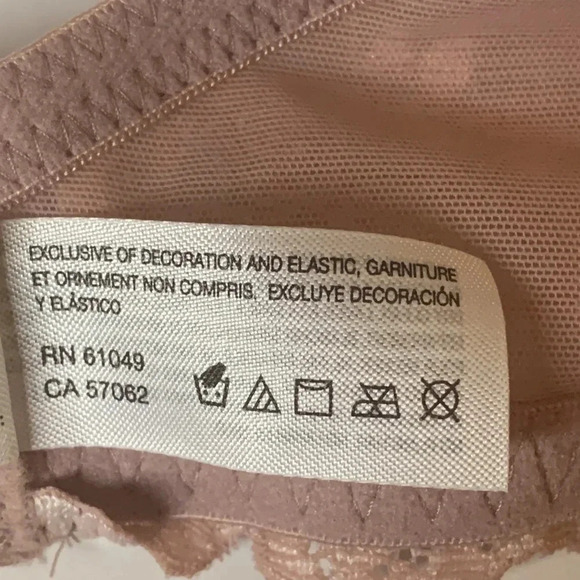 EXCLUSIVE OF DECORATION AND ELASTIC, GARNITURE
ET ORNEMENT NON COMPRIS. EXCLUYE DECORACIÓN
Y ELÁSTICO
RN 61049
CA 57062